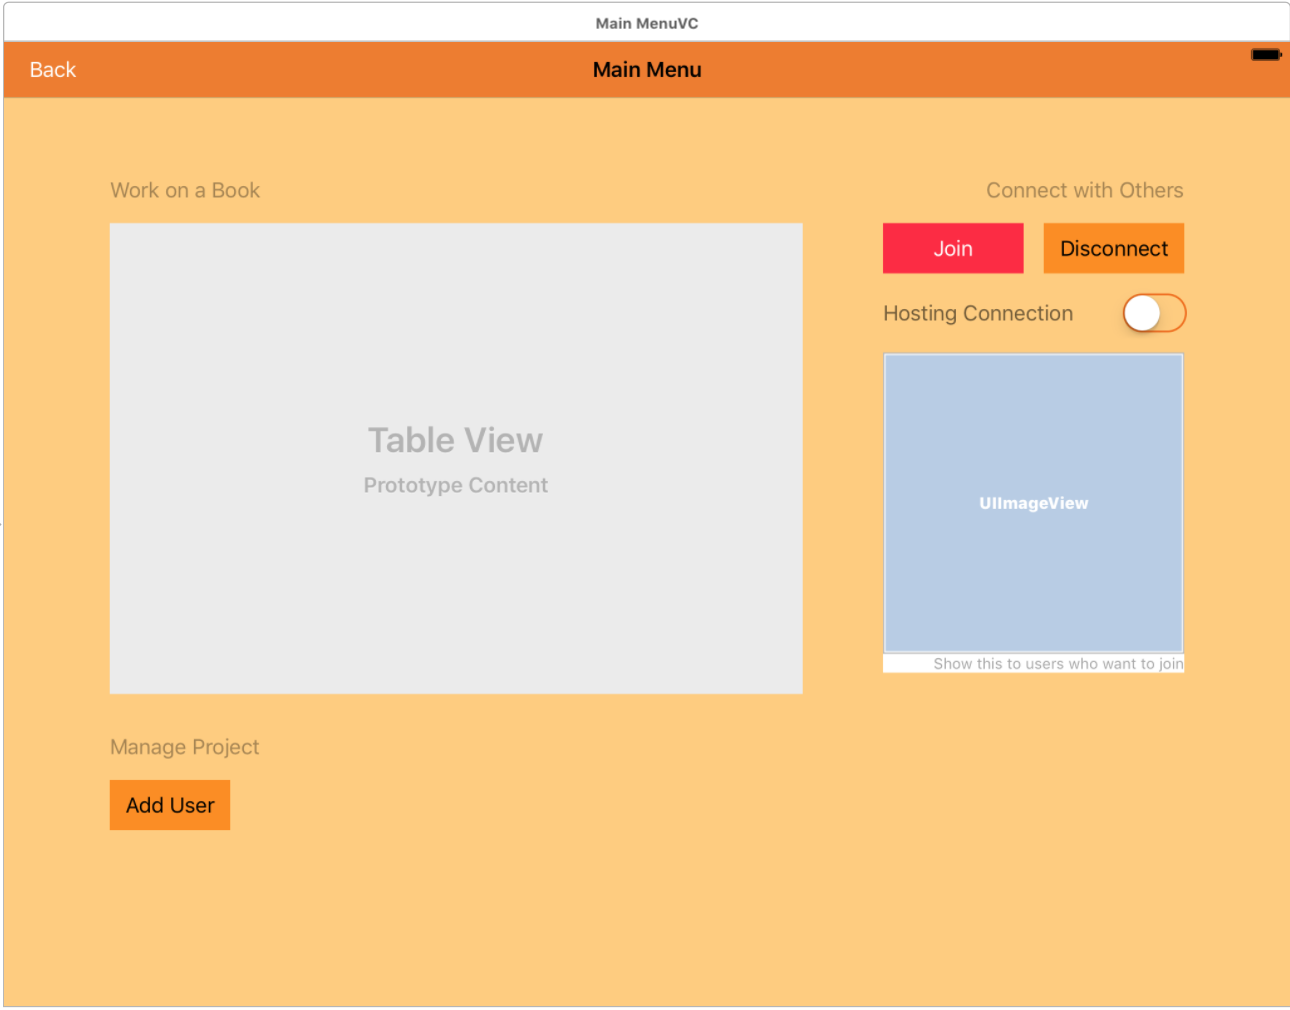 Main MenuVC
Back
Main Menu
Work on a Book
Table View
Prototype Content
Connect with Others
Join
Disconnect
Hosting Connection
UIImageView
Show this to users who want to join
Manage Project
Add User